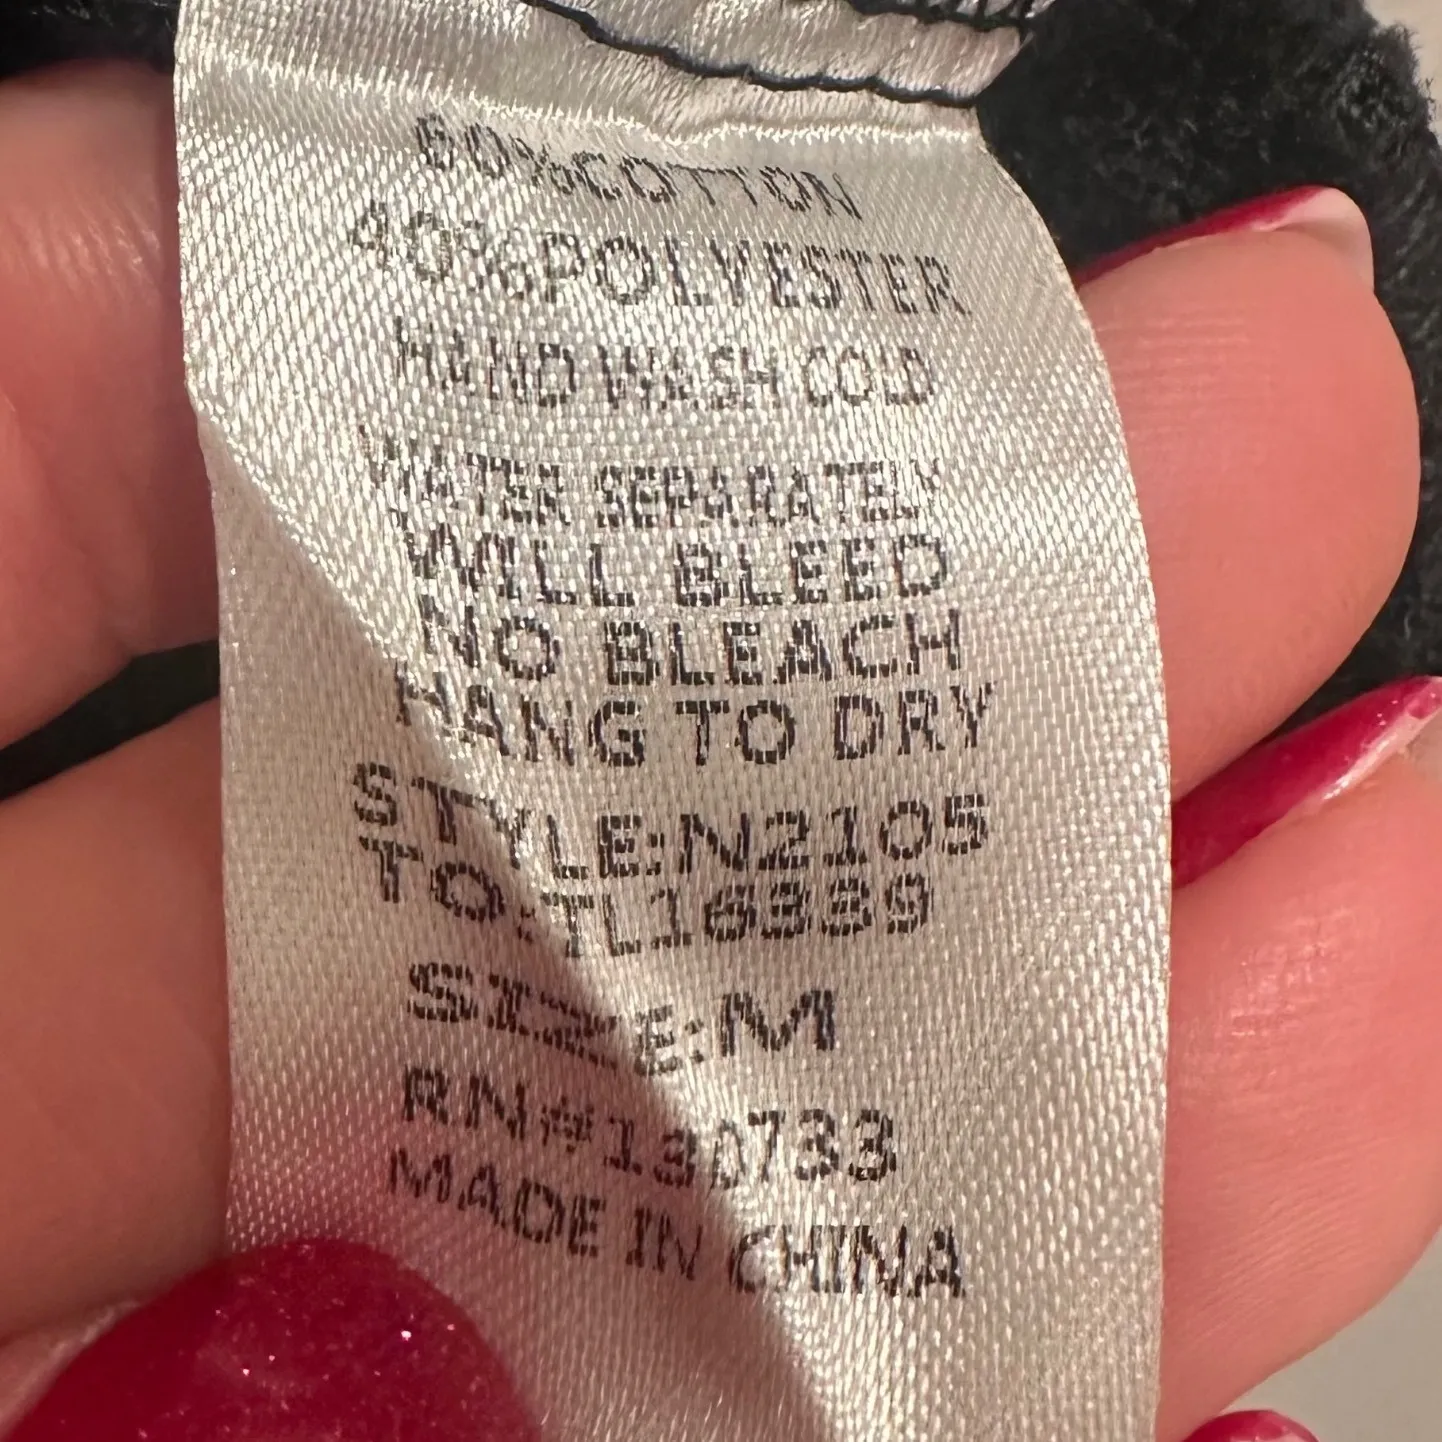 60%COTTON
40%POLYESTER
HAND WASH COLD
WATER SEPARATELY
WILL BLEED
NO BLEACH
HANG TO DRY
STYLE:N2105
TO:TL16339
SIZE:M
RN#130733
MADE IN CHINA